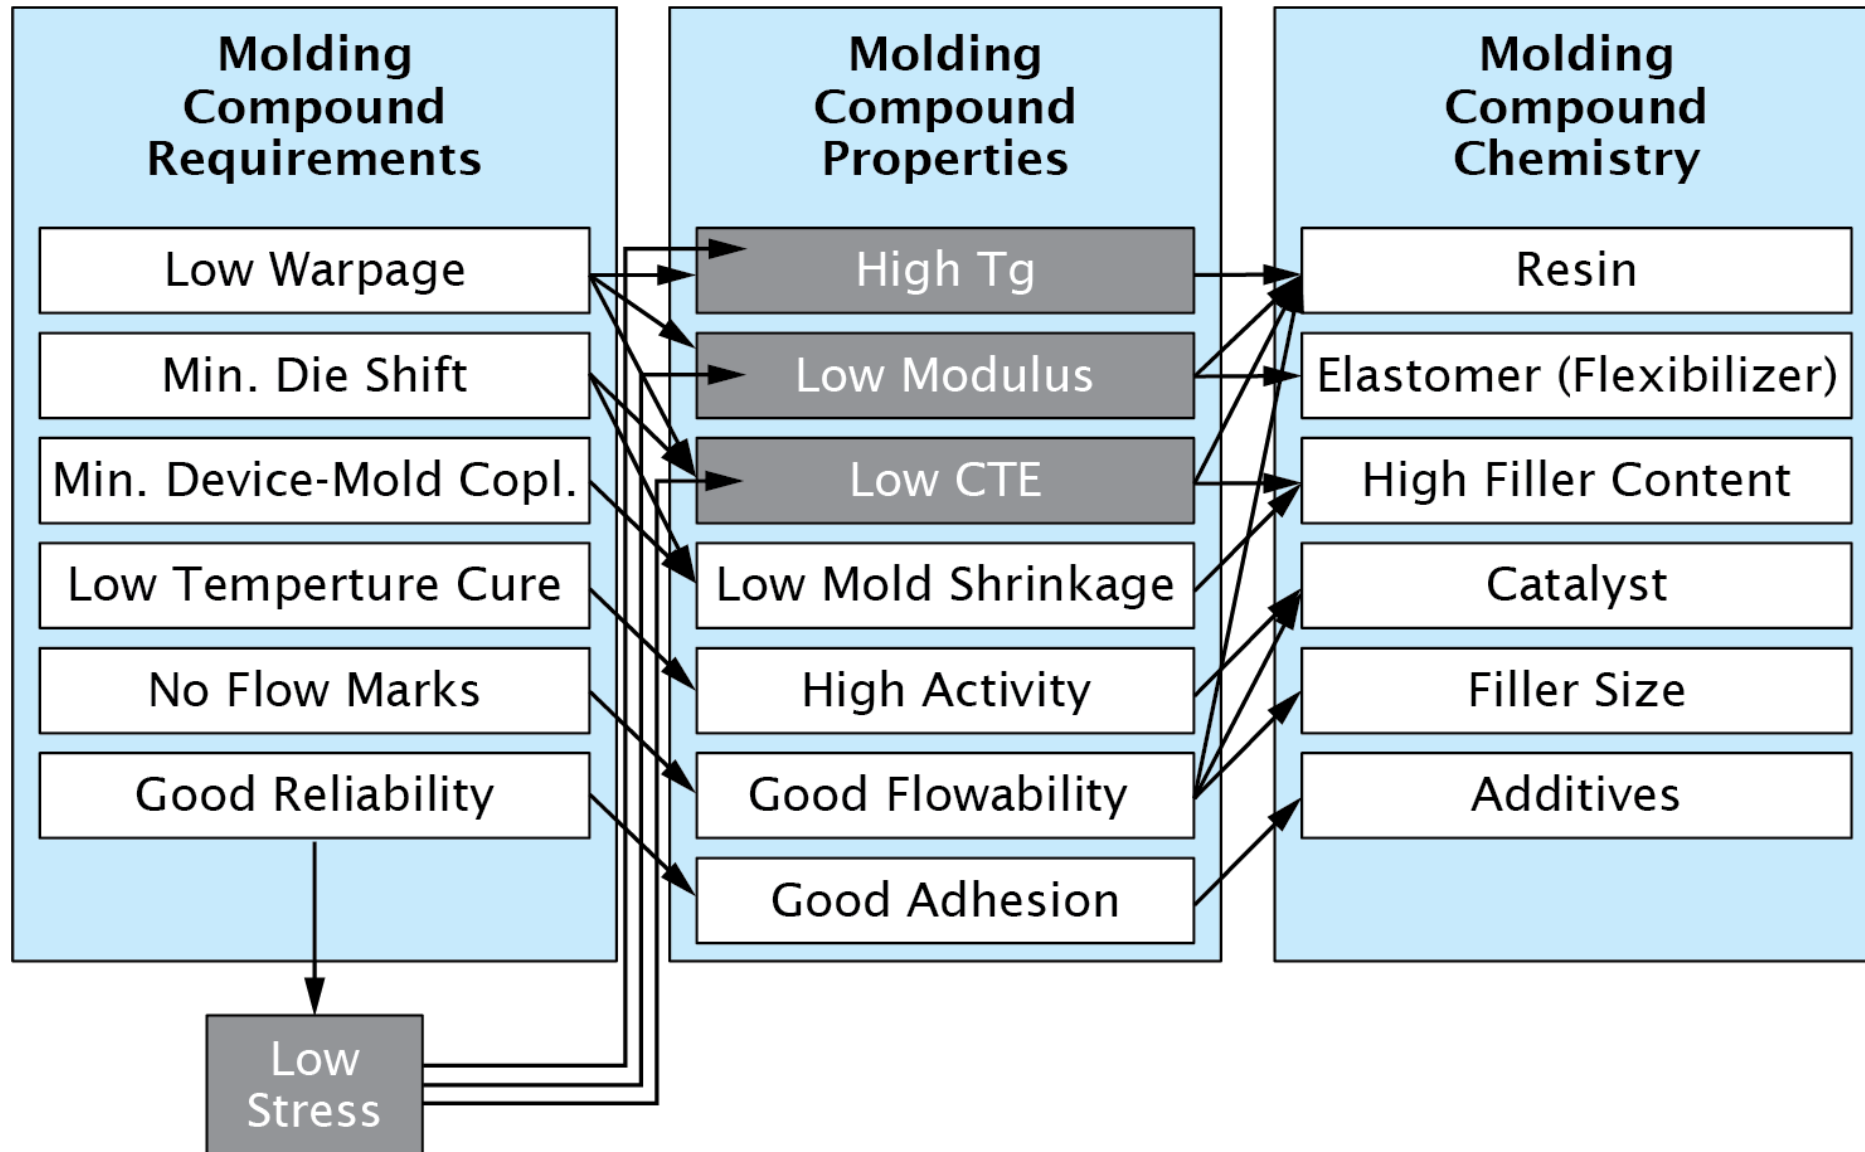 Molding
Compound
Requirements
Low Warpage
Min. Die Shift
Min. Device-Mold Copl.
Low Temperture Cure
No Flow Marks
Good Reliability
Low
Stress
Molding
Compound
Properties
High Tg
Low Modulus
Low CTE
Low Mold Shrinkage
High Activity
Good Flowability
Good Adhesion
Molding
Compound
Chemistry
Resin
Elastomer (Flexibilizer)
High Filler Content
Catalyst
Filler Size
Additives